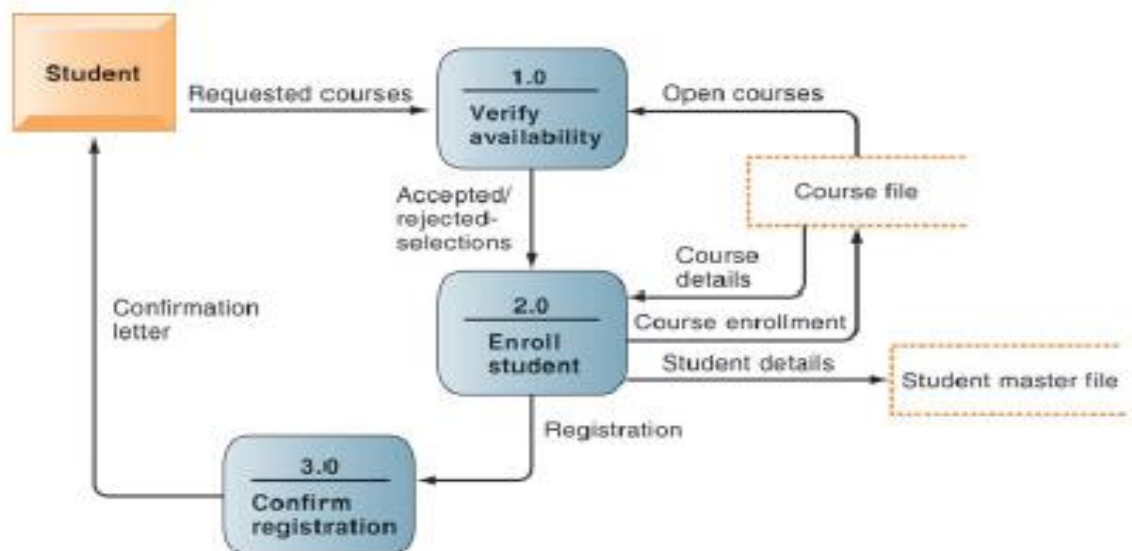 Student
Requested courses
1.0
Verify
availability
Open courses
Course file
Accepted/
rejected-
selections
Course
details
Confirmation
letter
2.0
Enroll
student
Course enrollment
Student details
Student master file
Registration
3.0
Confirm
registration